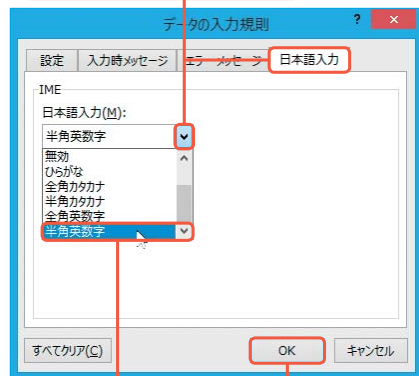 データの入力規則
? ×
設定 入力時メッセージ エラー メッセージ 日本語入力
IME
日本語入力(M):
半角英数字
無効
ひらがな
全角カタカナ
半角カタカナ
全角英数字
半角英数字
すべてクリア(C) OK キャンセル